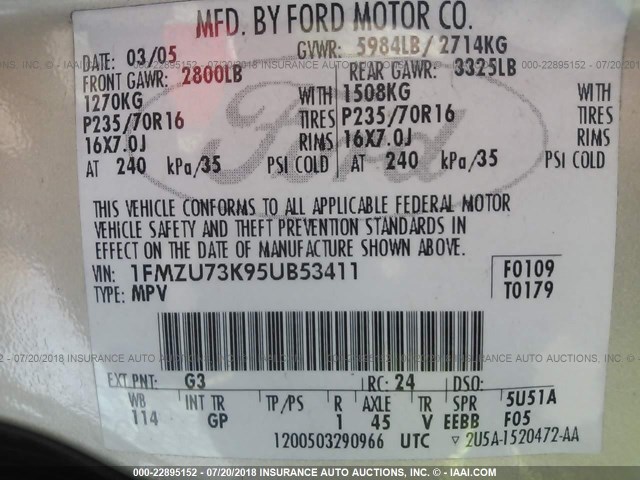 MFD. BY FORD MOTOR CO.
DATE: 03/05 GVWR: 5984LB/ 2714KG
FRONT GAWR: 2800LB REAR GAWR: 3325LB
1270KG WITH 1508KG WITH
P235/70R16 TIRES P235/70R16 TIRES
16X7.0J RIMS 16X7.0J RIMS
AT 240 kPa/35 PSI COLD AT 240 kPa/35 PSI COLD
Ford
THIS VEHICLE CONFORMS TO ALL APPLICABLE FEDERAL MOTOR
VEHICLE SAFETY AND THEFT PREVENTION STANDARDS IN
EFFECT ON THE DATE OF MANUFACTURE SHOWN ABOVE.
VIN: 1FMZU73K95UB53411 F0109
TYPE: MPV T0179
EXT PNT: G3 RC: 24 DSO:
WB INT TR TP/PS R AXLE TR SPR 5U51A
114 GP 1 45 V EEBB F05
1200503290966 UTC 2U5A-1520472-AA
000-22895152 - 07/20/2018 - INSURANCE AUTO AUCTIONS, INC. © - IAAI.COM